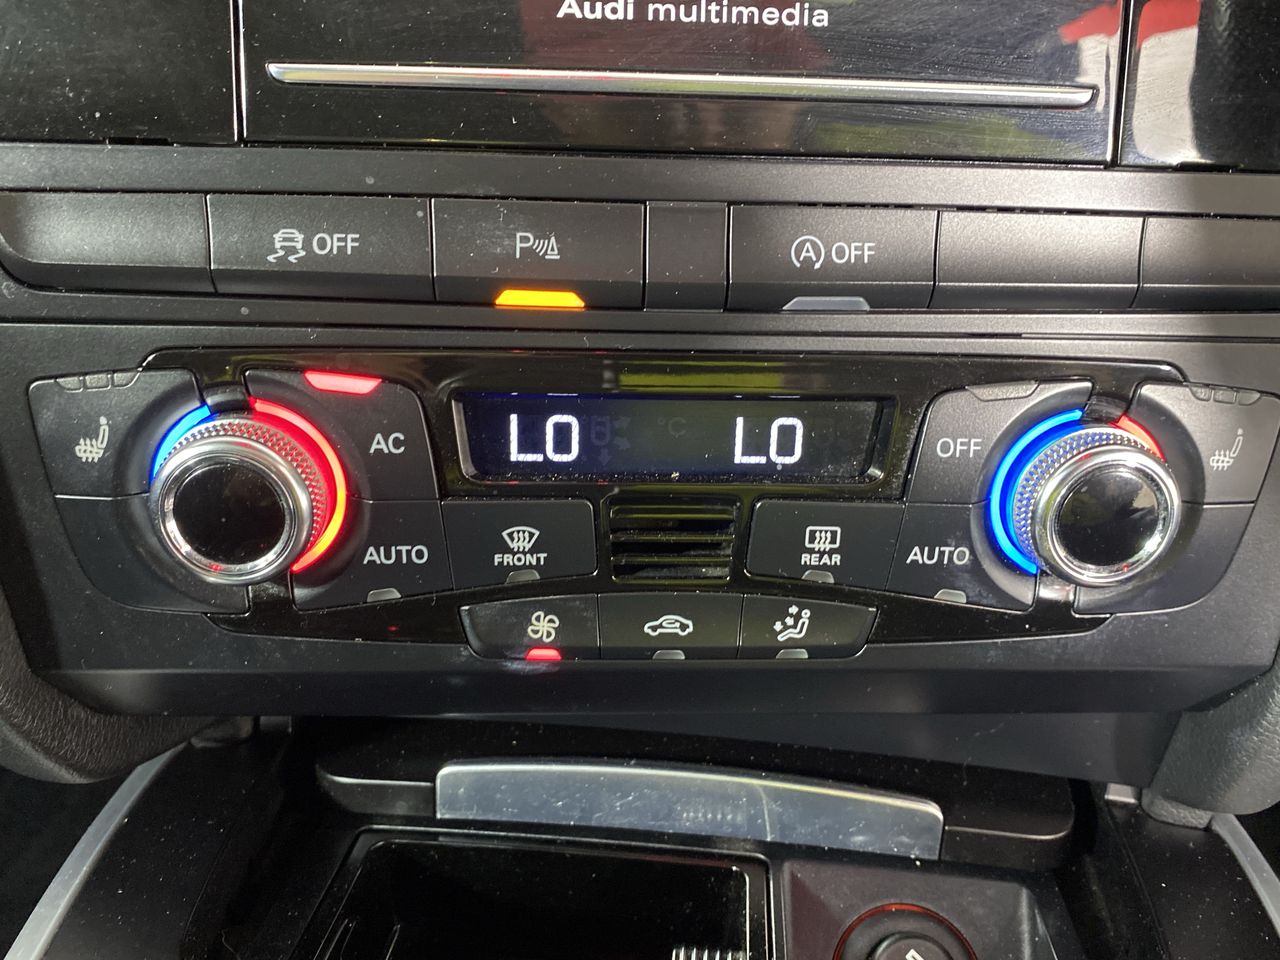 Audi multimedia
OFF
P
A OFF
LO LO
AC
OFF
AUTO
FRONT
REAR
AUTO